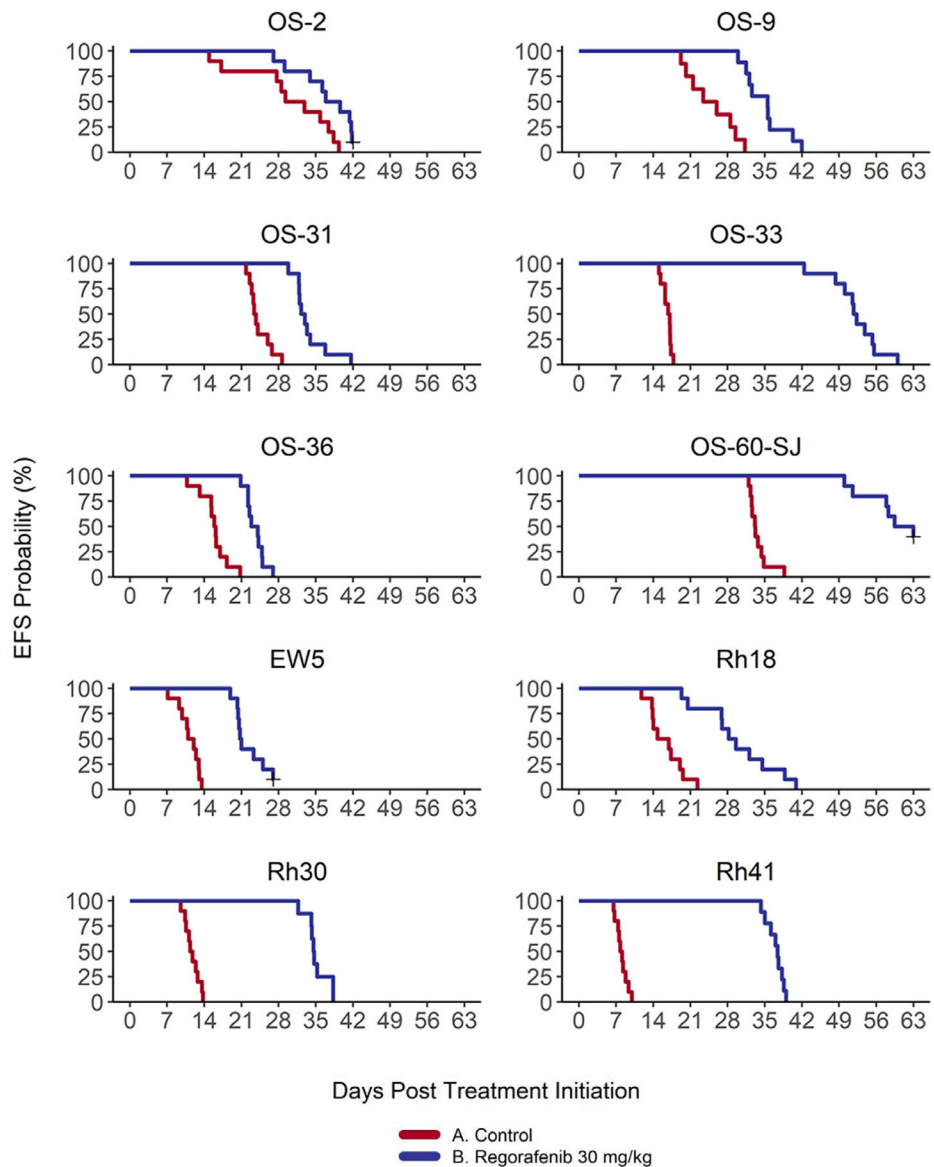 OS-2
OS-9
100
75
50
25
0
0 7 14 21 28 35 42 49 56 63
100
75
50
25
0
0 7 14 21 28 35 42 49 56 63
OS-31
OS-33
100
75
50
25
0
0 7 14 21 28 35 42 49 56 63
100
75
50
25
0
0 7 14 21 28 35 42 49 56 63
OS-36
OS-60-SJ
100
75
50
25
0
0 7 14 21 28 35 42 49 56 63
100
75
50
25
0
0 7 14 21 28 35 42 49 56 63
EFS Probability (%)
EW5
Rh18
100
75
50
25
0
0 7 14 21 28 35 42 49 56 63
100
75
50
25
0
0 7 14 21 28 35 42 49 56 63
Rh30
Rh41
100
75
50
25
0
0 7 14 21 28 35 42 49 56 63
100
75
50
25
0
0 7 14 21 28 35 42 49 56 63
Days Post Treatment Initiation
A. Control
B. Regorafenib 30 mg/kg